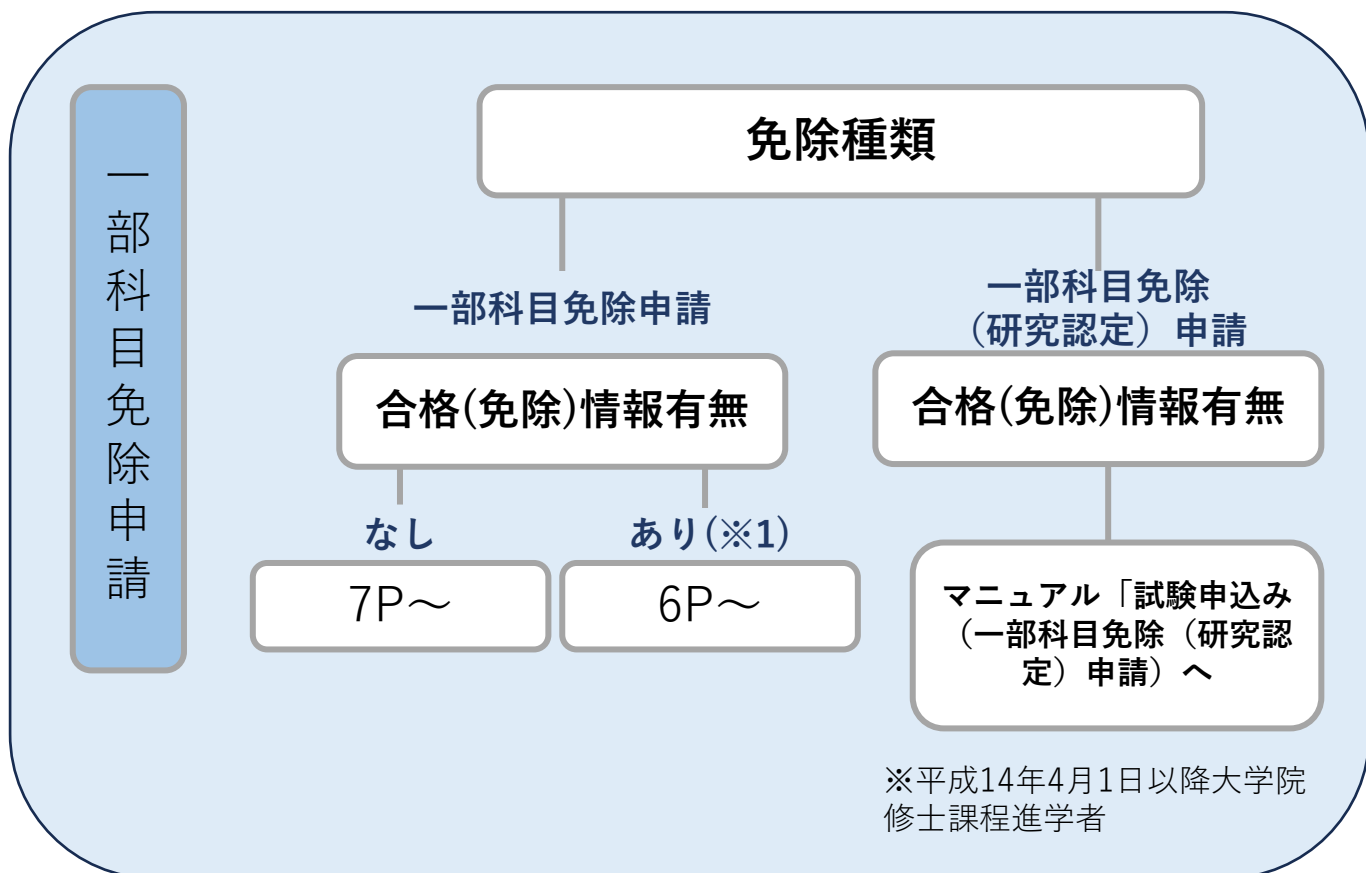 一部科目免除申請
免除種類
一部科目免除申請
合格(免除)情報有無
なし
7P～
あり(※1)
6P～
一部科目免除
（研究認定）申請
合格(免除)情報有無
マニュアル「試験申込み
（一部科目免除（研究認
定）申請）へ
※平成14年4月1日以降大学院
修士課程進学者